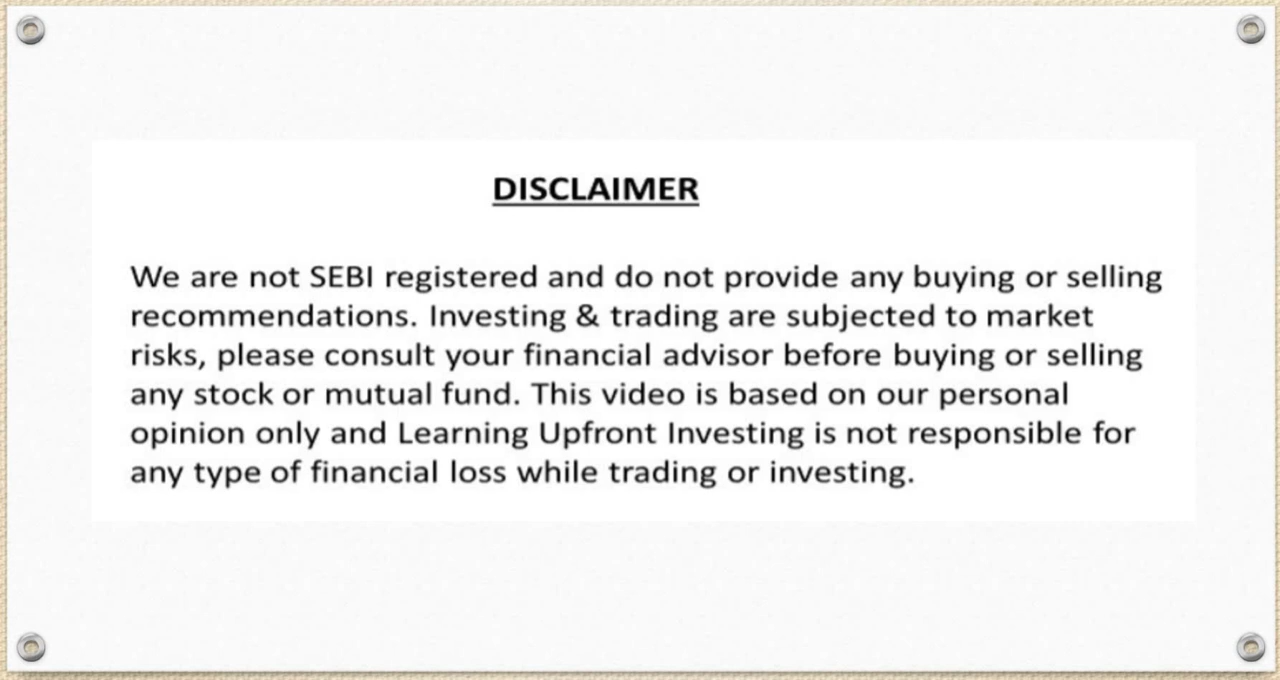 DISCLAIMER
We are not SEBI registered and do not provide any buying or selling
recommendations. Investing & trading are subjected to market
risks, please consult your financial advisor before buying or selling
any stock or mutual fund. This video is based on our personal
opinion only and Learning Upfront Investing is not responsible for
any type of financial loss while trading or investing.